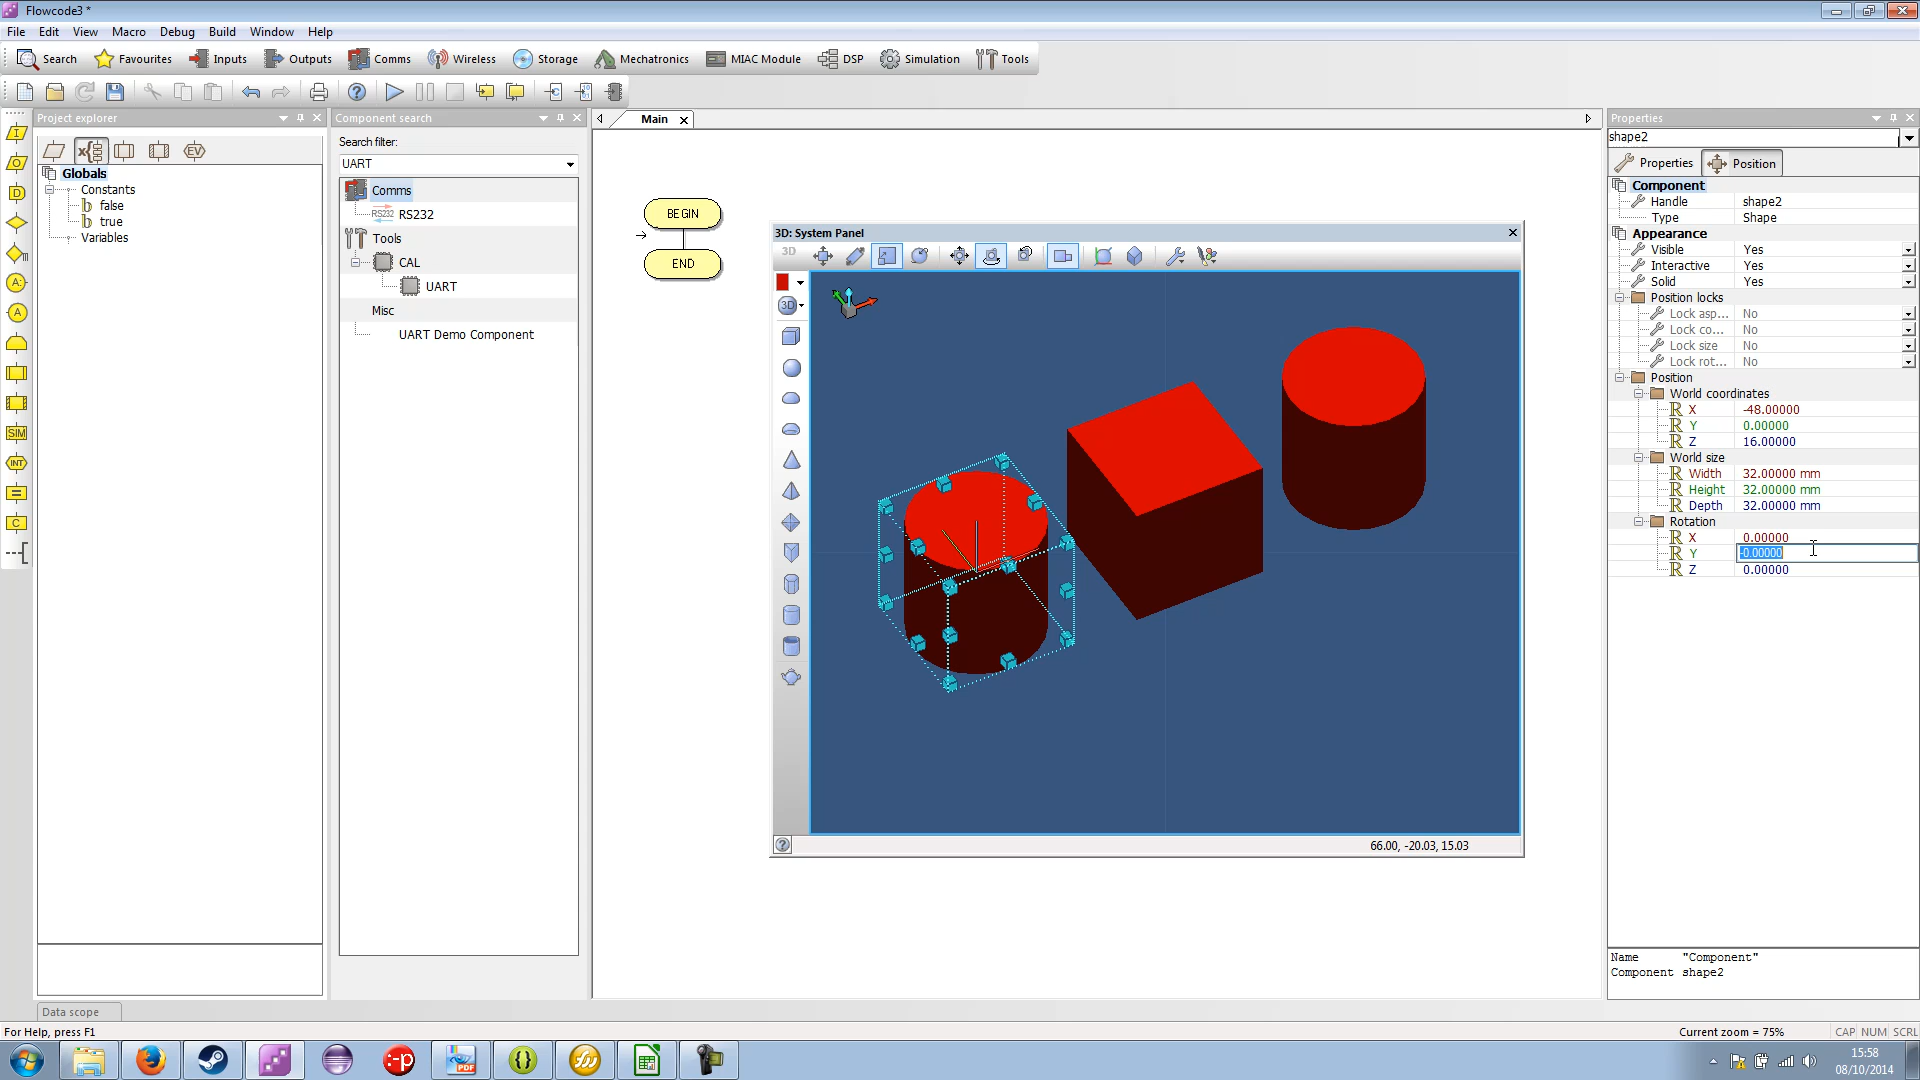 Flowcode3 *
File Edit View Macro Debug Build Window Help
Search Favourites Inputs Outputs Comms Wireless Storage Mechatronics MIAC Module DSP Simulation Tools
Project explorer
Globals
Constants
false
true
Variables
Component search
Search filter:
UART
Comms
RS232 RS232
Tools
CAL
UART
Misc
UART Demo Component
Main
BEGIN
END
3D: System Panel
3D
3D
66.00, -20.03, 15.03
Properties
shape2
Properties Position
Component
Handle shape2
Type Shape
Appearance
Visible Yes
Interactive Yes
Solid Yes
Position locks
Lock asp... No
Lock co... No
Lock size No
Lock rot... No
Position
World coordinates
X -48.00000
Y 0.00000
Z 16.00000
World size
Width 32.00000 mm
Height 32.00000 mm
Depth 32.00000 mm
Rotation
X 0.00000
Y -0.00000
Z 0.00000
Name "Component"
Component shape2
Data scope
For Help, press F1
Current zoom = 75% CAP NUM SCRL
15:58
08/10/2014